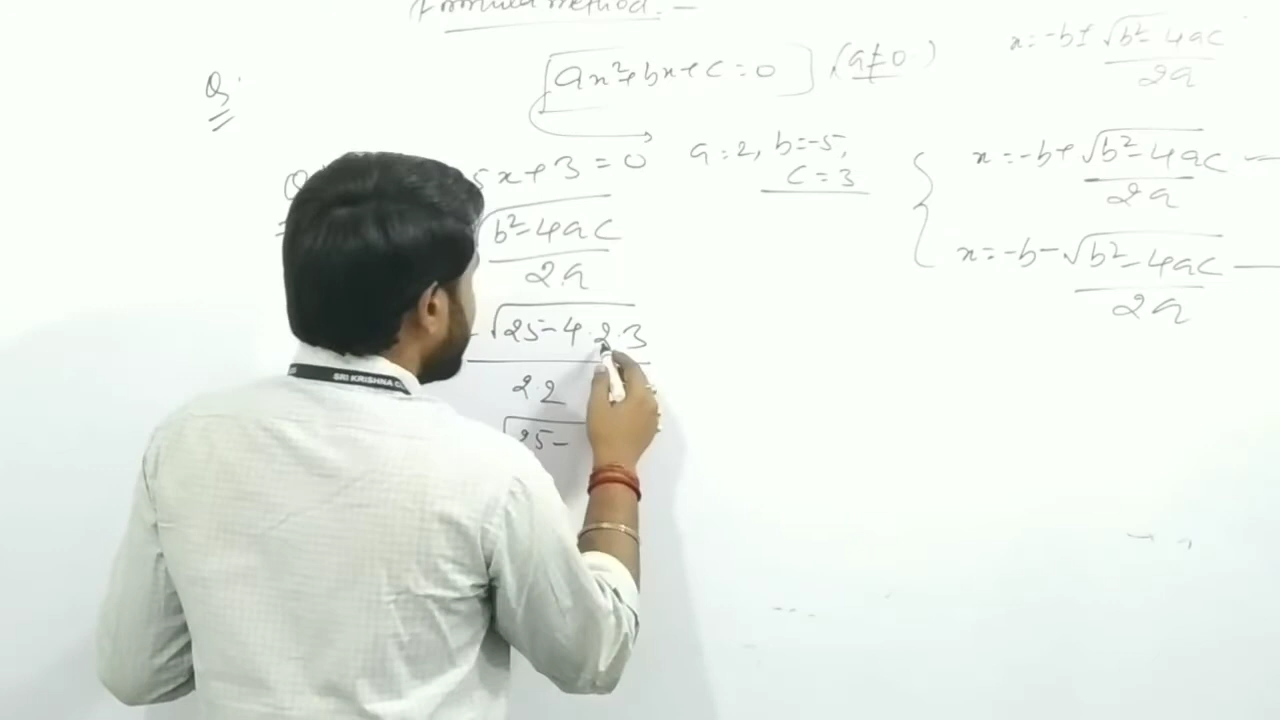 Formula method. –
Q.
ax²+bx+c=0 (a≠0)
x = -b ± √b²-4ac / 2a
5x+3=0
a=2, b=-5,
c=3
√b²-4ac / 2a
√25-4·2·3 / 2·2
√25-
x = -b + √b²-4ac / 2a
x = -b - √b²-4ac / 2a
SRI KRISHNA C